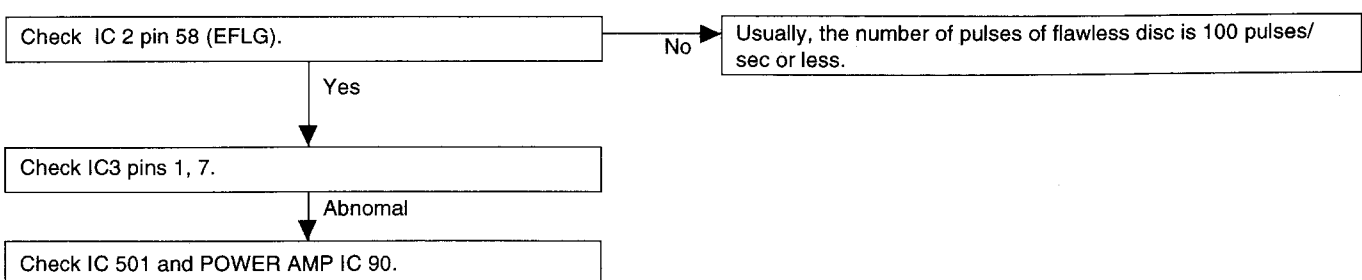 Check IC 2 pin 58 (EFLG).
No
Usually, the number of pulses of flawless disc is 100 pulses/
sec or less.
Yes
Check IC3 pins 1, 7.
Abnomal
Check IC 501 and POWER AMP IC 90.